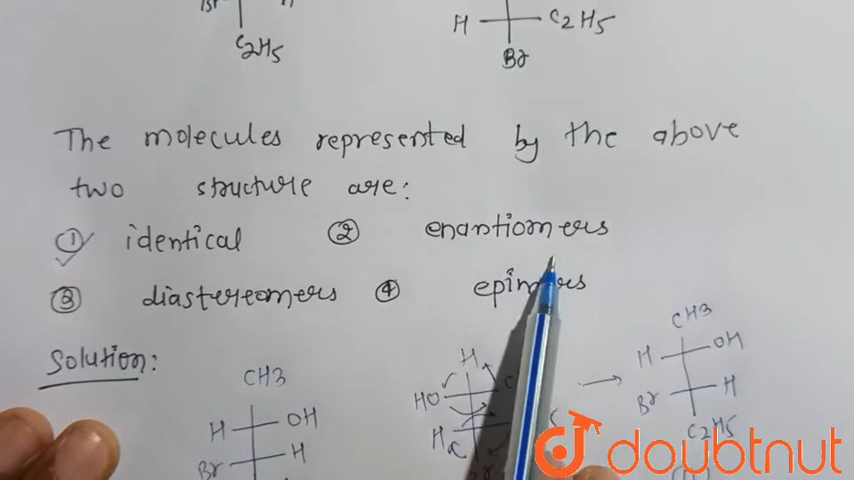 C2H5
H C2H5
Br
The molecules represented by the above
two structure are:
① identical ② enantiomers
③ diastereomers ④ epimers
Solution:
CH3
H OH
Br H
H
HO
H
CH3
H OH
Br H
C2H5
doubtnut